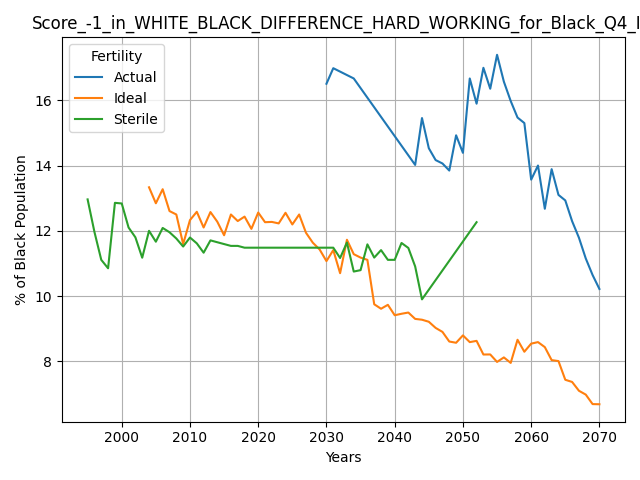 Score_-1_in_WHITE_BLACK_DIFFERENCE_HARD_WORKING_for_Black_Q4_
Fertility
Actual
Ideal
Sterile
% of Black Population
16
14
12
10
8
2000 2010 2020 2030 2040 2050 2060 2070
Years